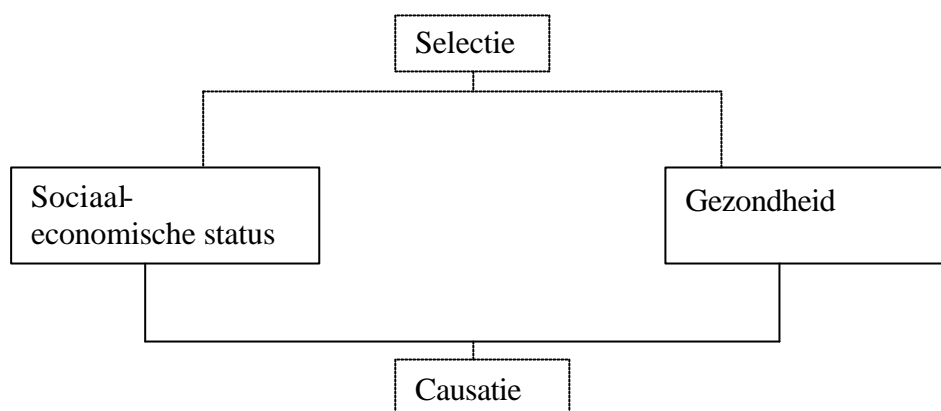 Selectie
Sociaal-
economische status
Gezondheid
Causatie